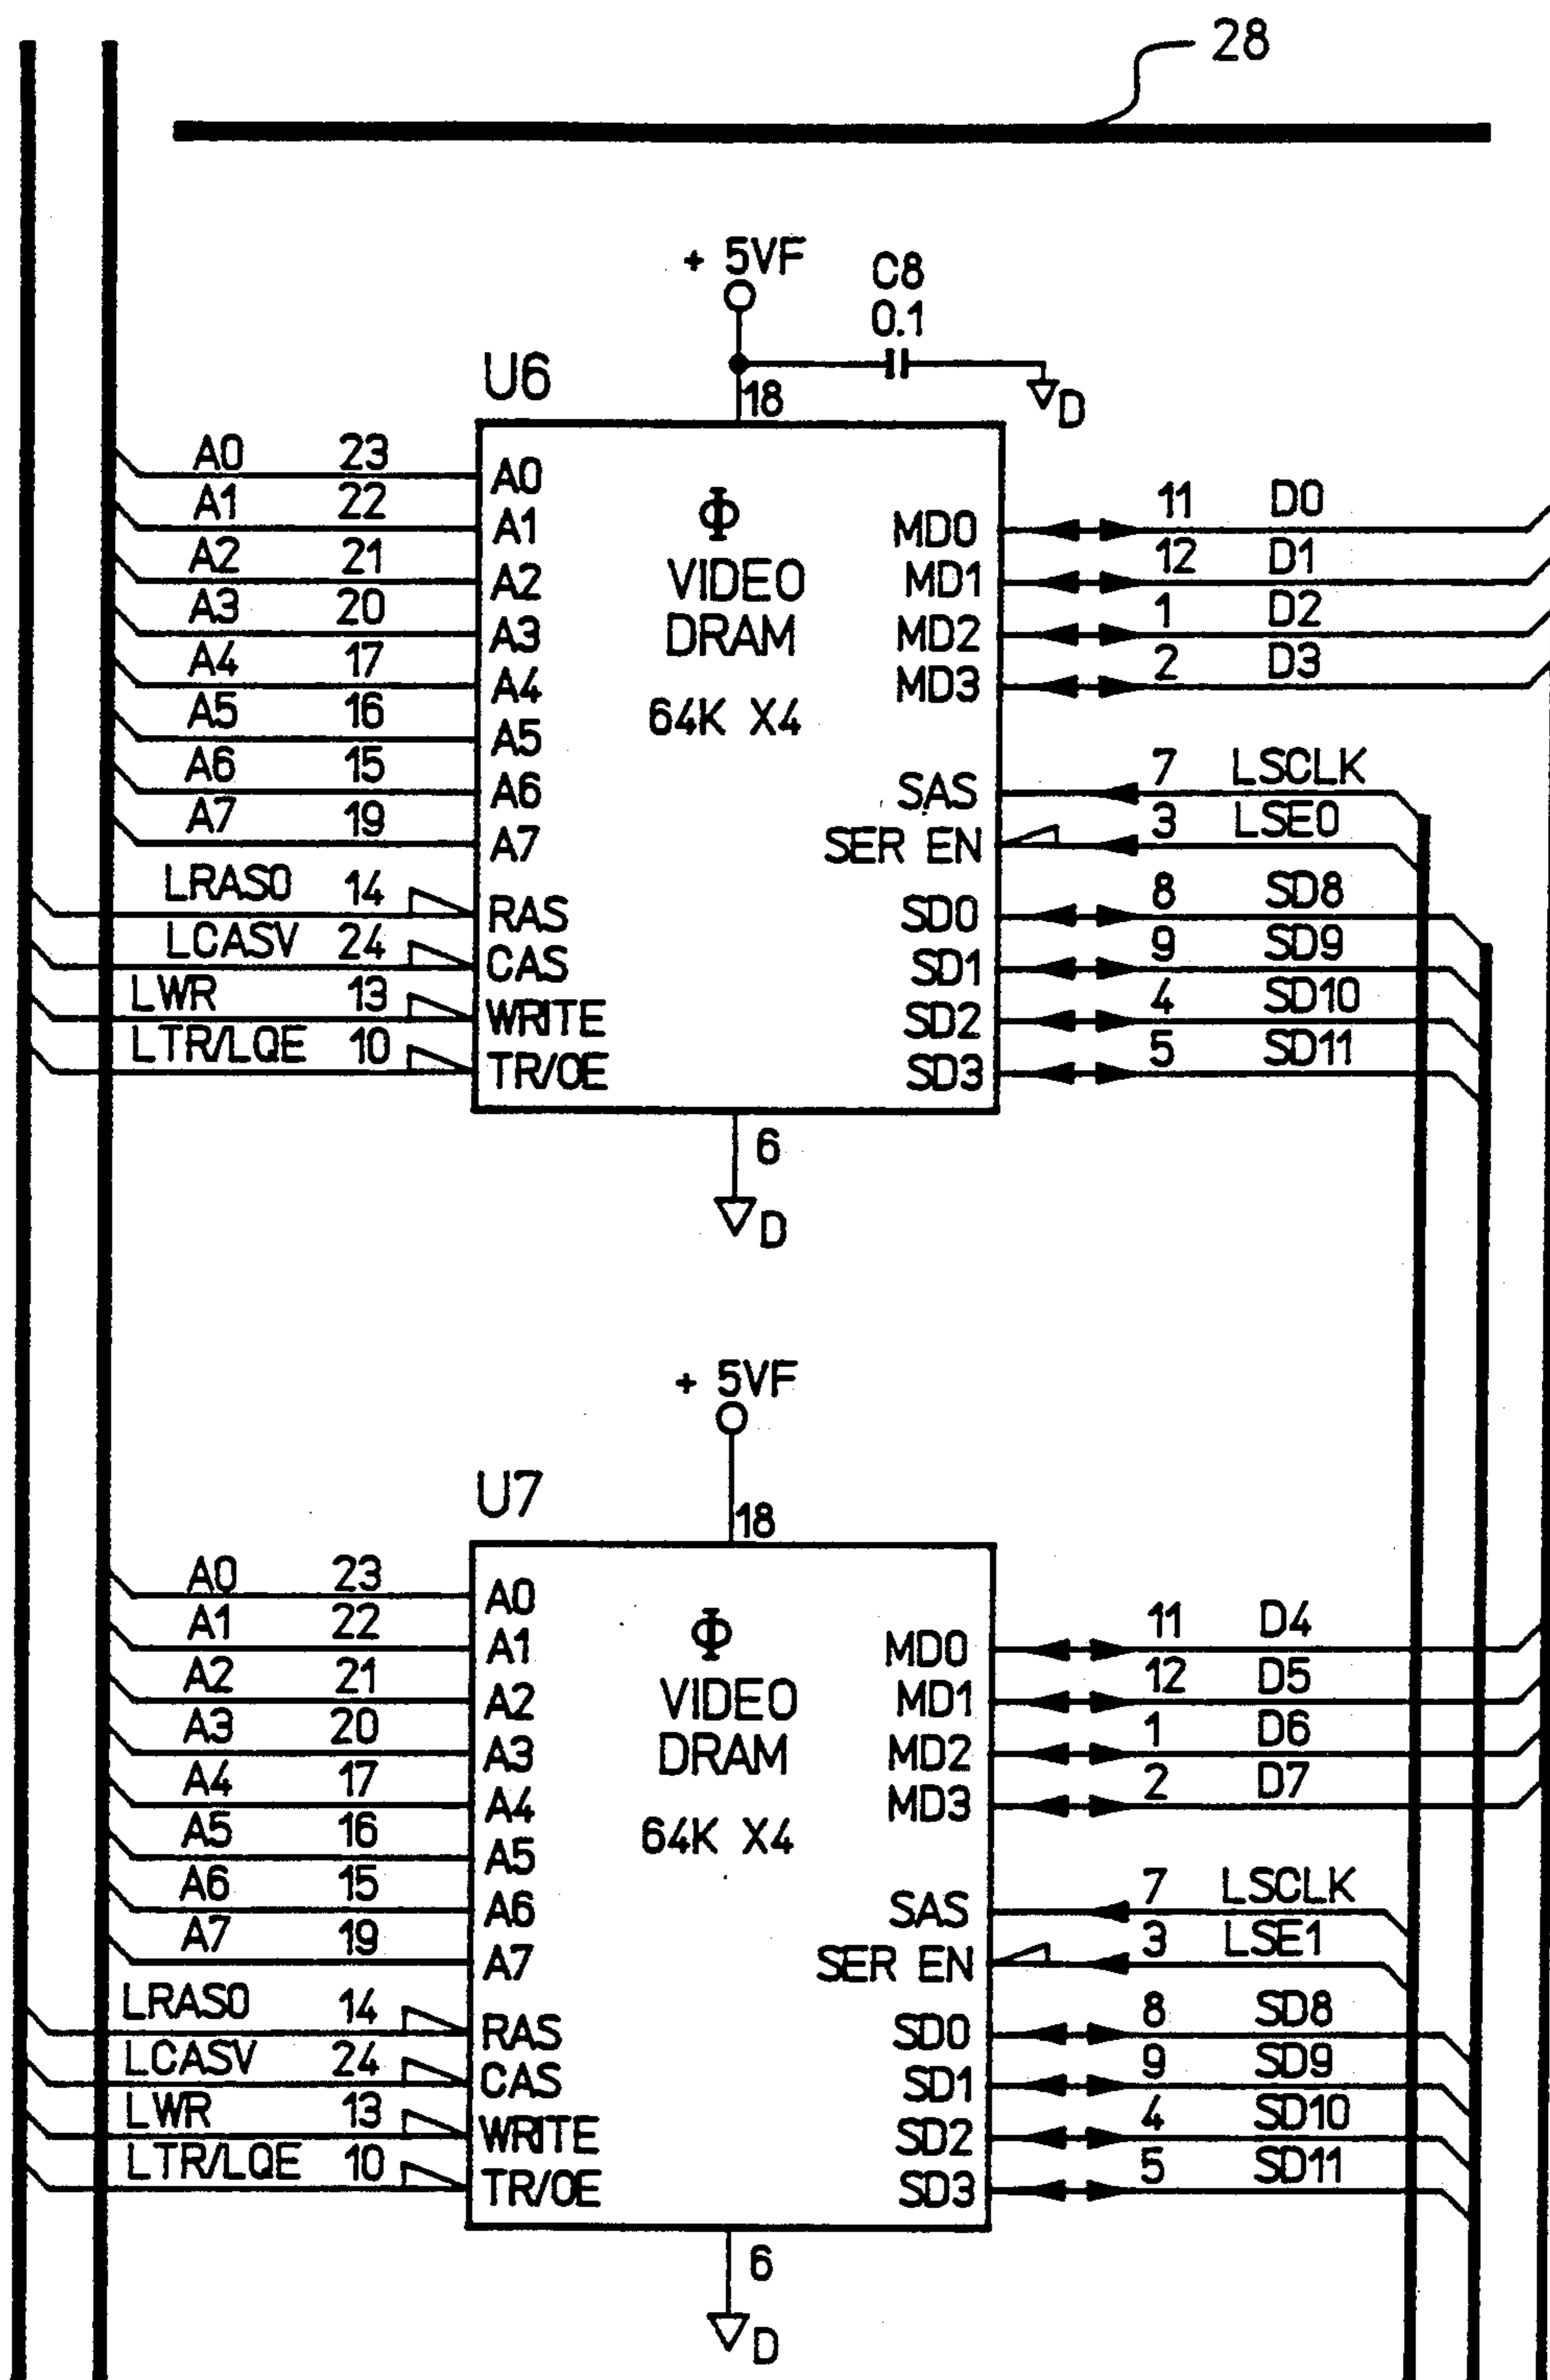 28
+ 5VF
C8
0.1
U6
18
D
A0 23 A0
A1 22 A1
A2 21 A2
A3 20 A3
A4 17 A4
A5 16 A5
A6 15 A6
A7 19 A7
LRAS0 14 RAS
LCASV 24 CAS
LWR 13 WRITE
LTR/LQE 10 TR/OE
Φ
VIDEO
DRAM
64K X4
MD0 11 D0
MD1 12 D1
MD2 1 D2
MD3 2 D3
SAS 7 LSCLK
SER EN 3 LSE0
SD0 8 SD8
SD1 9 SD9
SD2 4 SD10
SD3 5 SD11
6
D
+ 5VF
U7
18
A0 23 A0
A1 22 A1
A2 21 A2
A3 20 A3
A4 17 A4
A5 16 A5
A6 15 A6
A7 19 A7
LRAS0 14 RAS
LCASV 24 CAS
LWR 13 WRITE
LTR/LQE 10 TR/OE
Φ
VIDEO
DRAM
64K X4
MD0 11 D4
MD1 12 D5
MD2 1 D6
MD3 2 D7
SAS 7 LSCLK
SER EN 3 LSE1
SD0 8 SD8
SD1 9 SD9
SD2 4 SD10
SD3 5 SD11
6
D